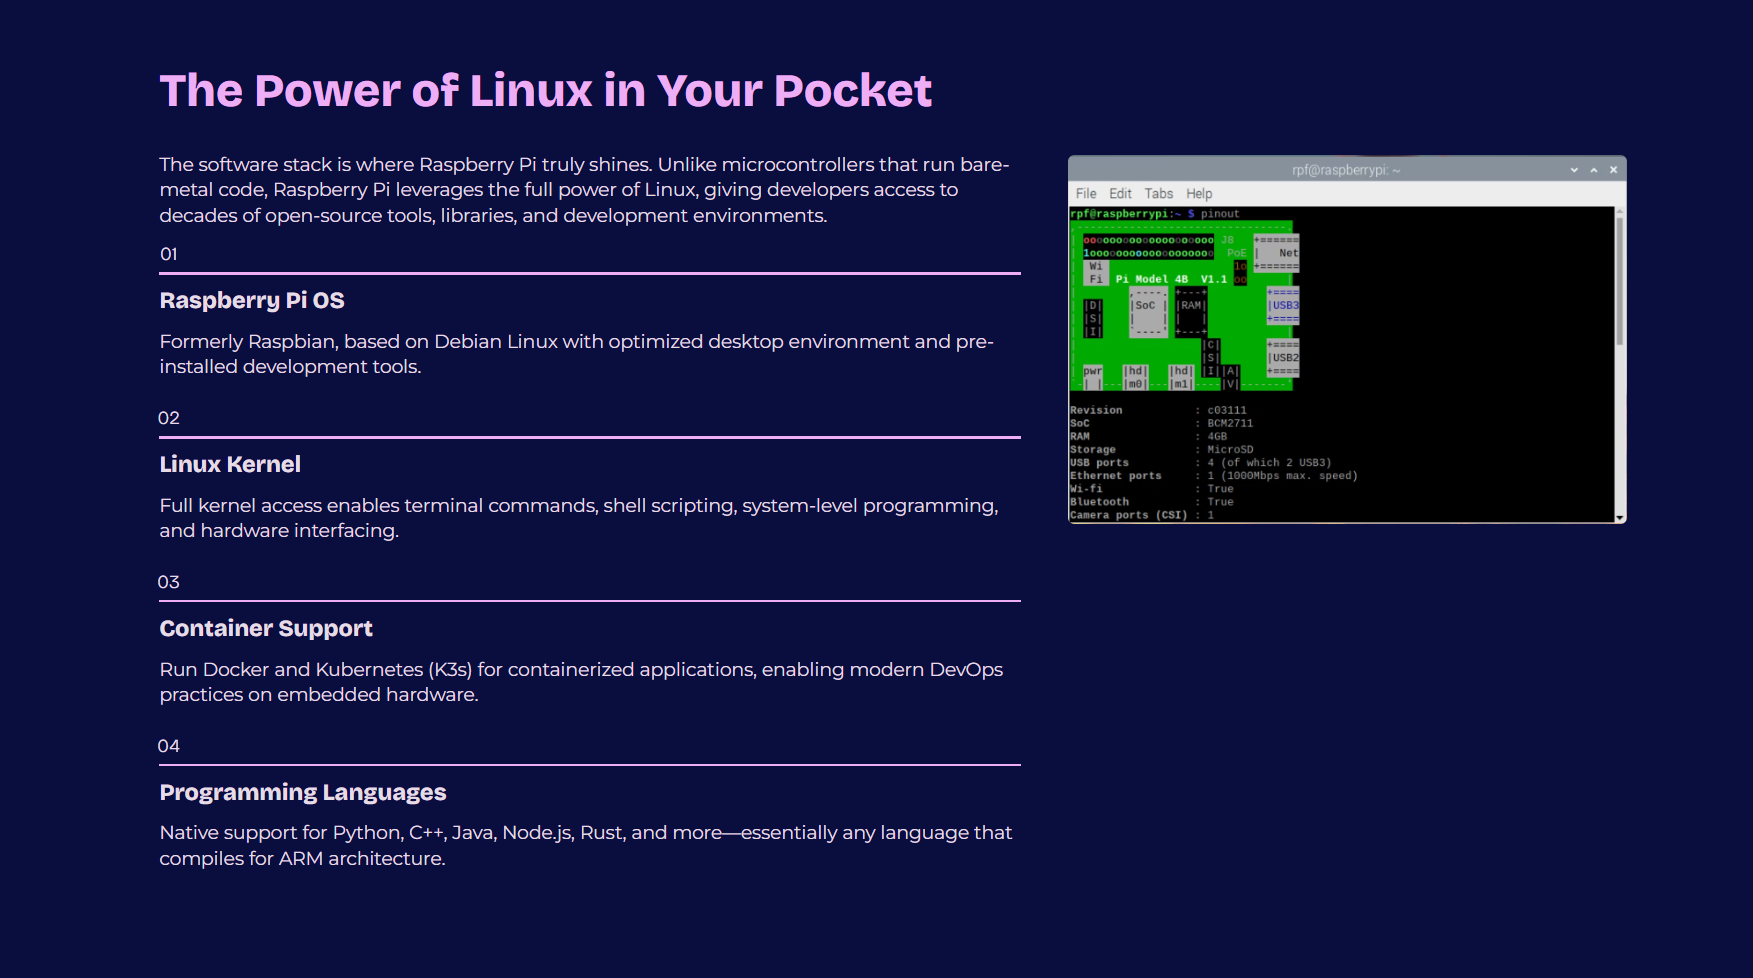 The Power of Linux in Your Pocket
The software stack is where Raspberry Pi truly shines. Unlike microcontrollers that run bare-
metal code, Raspberry Pi leverages the full power of Linux, giving developers access to
decades of open-source tools, libraries, and development environments.
01
Raspberry Pi OS
Formerly Raspbian, based on Debian Linux with optimized desktop environment and pre-
installed development tools.
02
Linux Kernel
Full kernel access enables terminal commands, shell scripting, system-level programming,
and hardware interfacing.
03
Container Support
Run Docker and Kubernetes (K3s) for containerized applications, enabling modern DevOps
practices on embedded hardware.
04
Programming Languages
Native support for Python, C++, Java, Node.js, Rust, and more—essentially any language that
compiles for ARM architecture.
rpf@raspberrypi: ~
File Edit Tabs Help
rpf@raspberrypi:~ $ pinout
,--------------------------------.
| oooooooooooooooooooo J8   +======
| 1ooooooooooooooooooo PoE  |   Net
| Wi                   1o   +======
| Fi  Pi Model 4B  V1.1 oo
|        ,----. +---+      +====
| |D|    |SoC | |RAM|      |USB3
| |S|    |    | |   |      +====
| |I|    `----' +---+
|                   |C|    +====
|                   |S|    |USB2
| pwr   |hd|   |hd| |I||A| +====
`-| |---|m0|---|m1|----|V|-------'
Revision : c03111
SoC : BCM2711
RAM : 4GB
Storage : MicroSD
USB ports : 4 (of which 2 USB3)
Ethernet ports : 1 (1000Mbps max. speed)
Wi-fi : True
Bluetooth : True
Camera ports (CSI) : 1